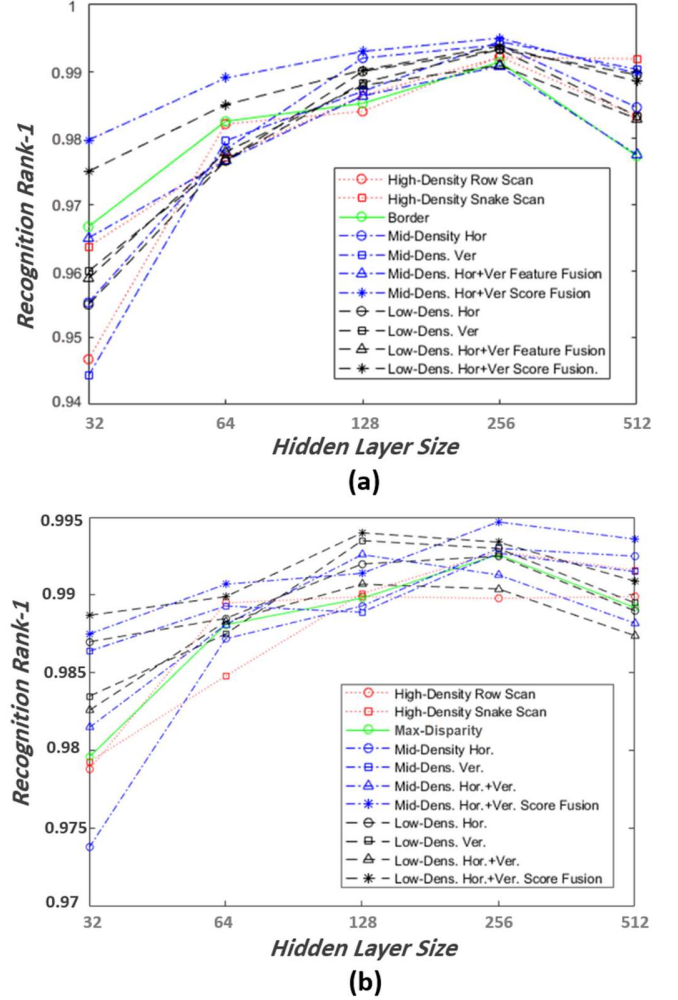 1
0.99
0.98
0.97
0.96
0.95
0.94
Recognition Rank-1
High-Density Row Scan
High-Density Snake Scan
Border
Mid-Density Hor
Mid-Dens. Ver
Mid-Dens. Hor+Ver Feature Fusion
Mid-Dens. Hor+Ver Score Fusion
Low-Dens. Hor
Low-Dens. Ver
Low-Dens. Hor+Ver Feature Fusion
Low-Dens. Hor+Ver Score Fusion.
32 64 128 256 512
Hidden Layer Size
(a)
0.995
0.99
0.985
0.98
0.975
0.97
Recognition Rank-1
High-Density Row Scan
High-Density Snake Scan
Max-Disparity
Mid-Density Hor.
Mid-Dens. Ver.
Mid-Dens. Hor.+Ver.
Mid-Dens. Hor.+Ver. Score Fusion
Low-Dens. Hor.
Low-Dens. Ver.
Low-Dens. Hor.+Ver.
Low-Dens. Hor.+Ver. Score Fusion
32 64 128 256 512
Hidden Layer Size
(b)